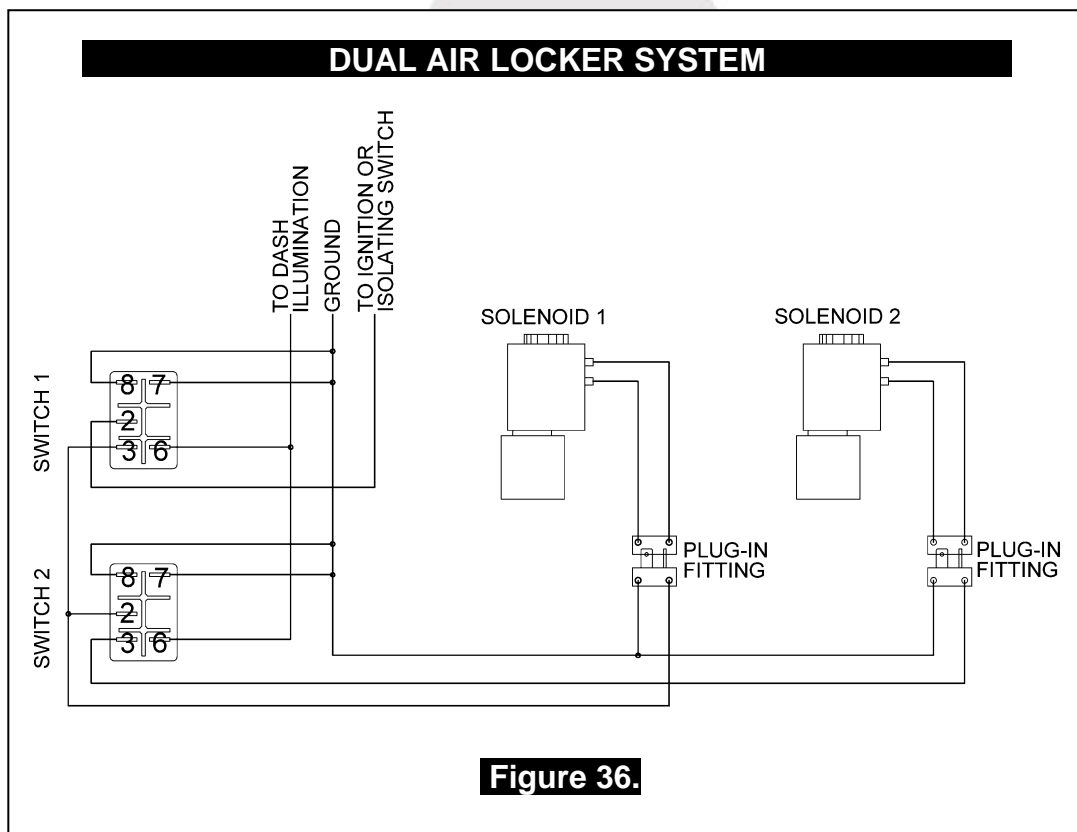 DUAL AIR LOCKER SYSTEM
TO DASH
ILLUMINATION
GROUND
TO IGNITION OR
ISOLATING SWITCH
SOLENOID 1
SOLENOID 2
SWITCH 1
8 7
2
3 6
PLUG-IN
FITTING
PLUG-IN
FITTING
SWITCH 2
8 7
2
3 6
Figure 36.